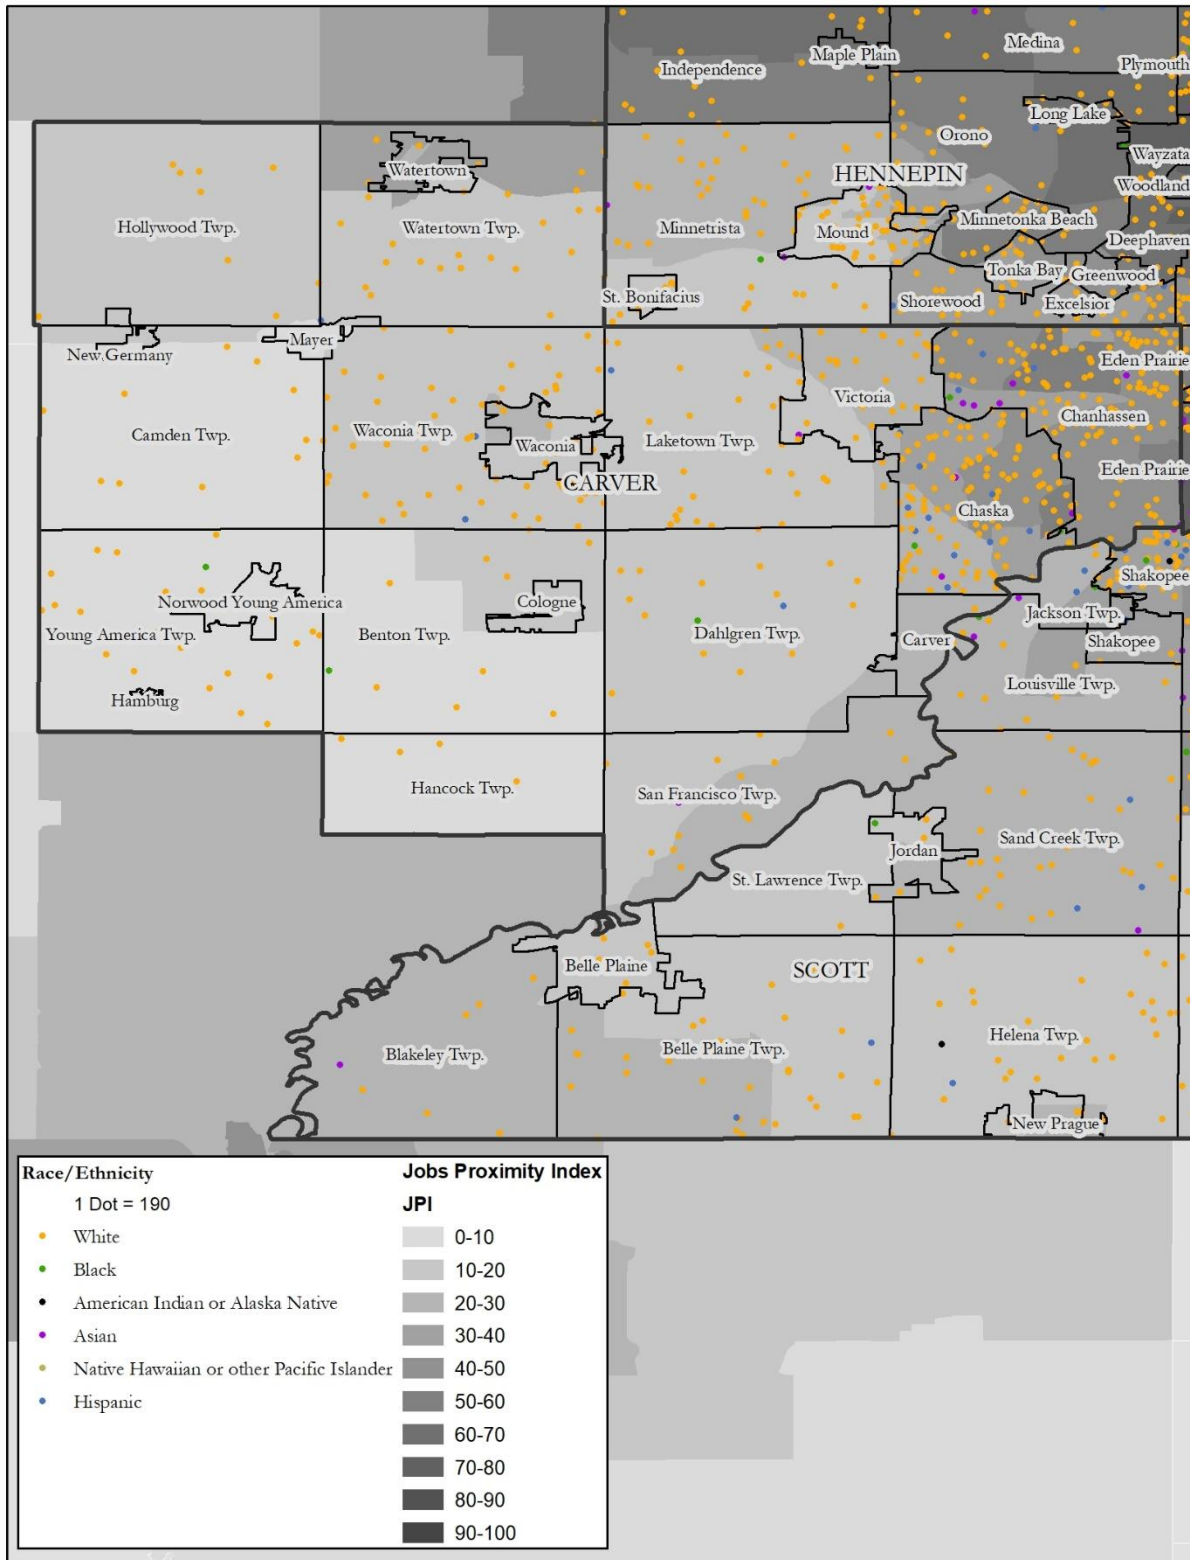 Maple Plain
Medina
Independence
Plymouth
Long Lake
Orono
Wayzata
Watertown
HENNEPIN
Woodland
Hollywood Twp.
Watertown Twp.
Minnetrista
Mound
Minnetonka Beach
Deephaven
Tonka Bay
Greenwood
St. Bonifacius
Shorewood
Excelsior
Mayer
New Germany
Eden Prairie
Victoria
Chanhassen
Camden Twp.
Waconia Twp.
Waconia
Laketown Twp.
Eden Prairie
CARVER
Chaska
Shakopee
Norwood Young America
Cologne
Jackson Twp.
Young America Twp.
Benton Twp.
Dahlgren Twp.
Carver
Shakopee
Hamburg
Louisville Twp.
Hancock Twp.
San Francisco Twp.
Sand Creek Twp.
Jordan
St. Lawrence Twp.
Belle Plaine
SCOTT
Helena Twp.
Blakeley Twp.
Belle Plaine Twp.
New Prague
Race/Ethnicity
1 Dot = 190
White
Black
American Indian or Alaska Native
Asian
Native Hawaiian or other Pacific Islander
Hispanic
Jobs Proximity Index
JPI
0-10
10-20
20-30
30-40
40-50
50-60
60-70
70-80
80-90
90-100